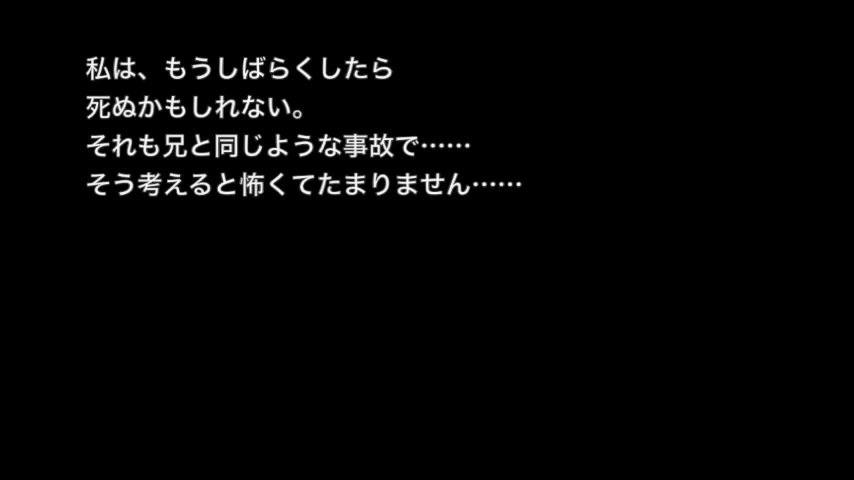 私は、もうしばらくしたら
死ぬかもしれない。
それも兄と同じような事故で……
そう考えると怖くてたまりません……